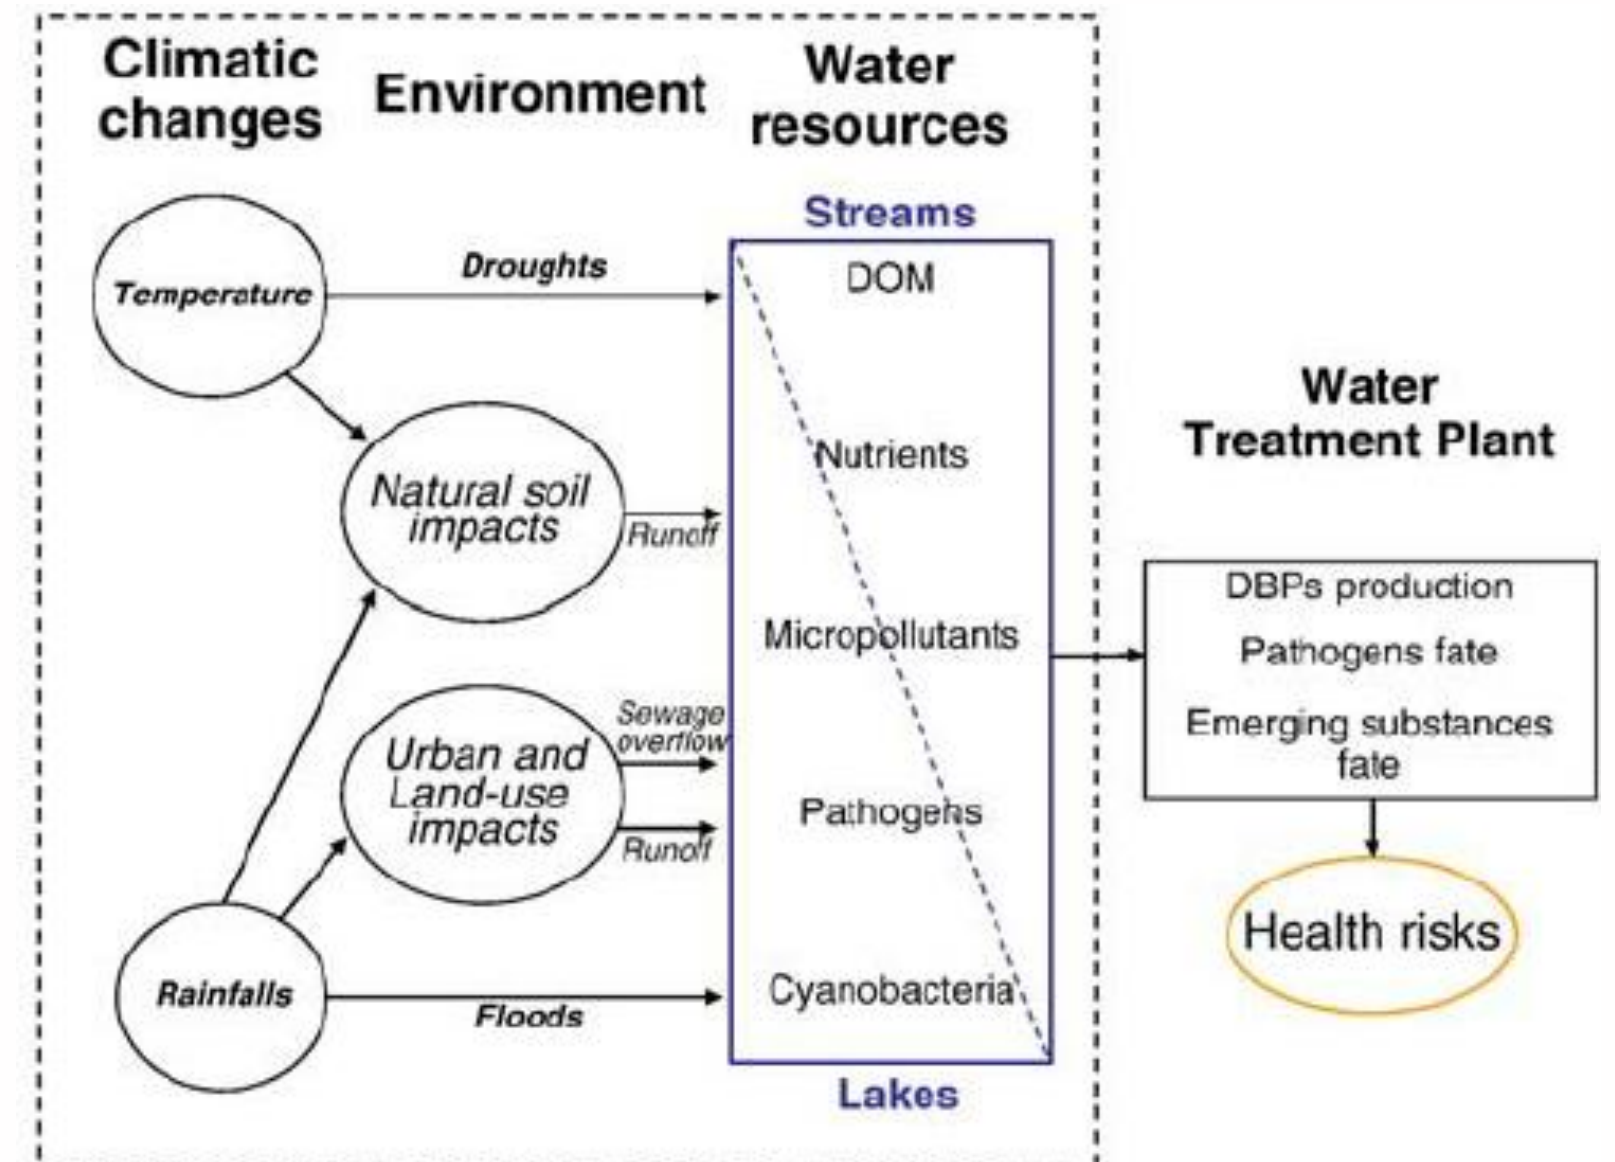 Climatic
changes
Environment
Water
resources
Streams
Temperature
Droughts
DOM
Natural soil
impacts
Runoff
Nutrients
Micropollutants
Urban and
Land-use
impacts
Sewage
overflow
Runoff
Pathogens
Rainfalls
Floods
Cyanobacteria
Lakes
Water
Treatment Plant
DBPs production
Pathogens fate
Emerging substances
fate
Health risks